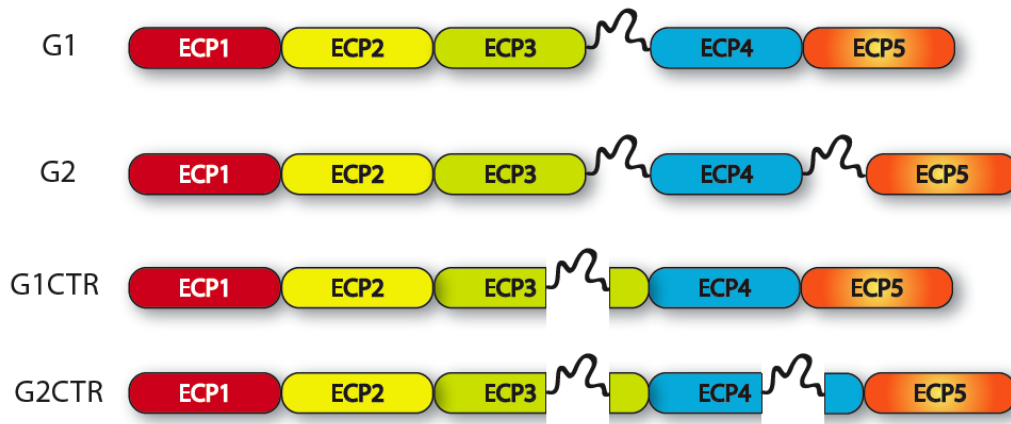 G1 ECP1 ECP2 ECP3 ECP4 ECP5
G2 ECP1 ECP2 ECP3 ECP4 ECP5
G1CTR ECP1 ECP2 ECP3 ECP4 ECP5
G2CTR ECP1 ECP2 ECP3 ECP4 ECP5